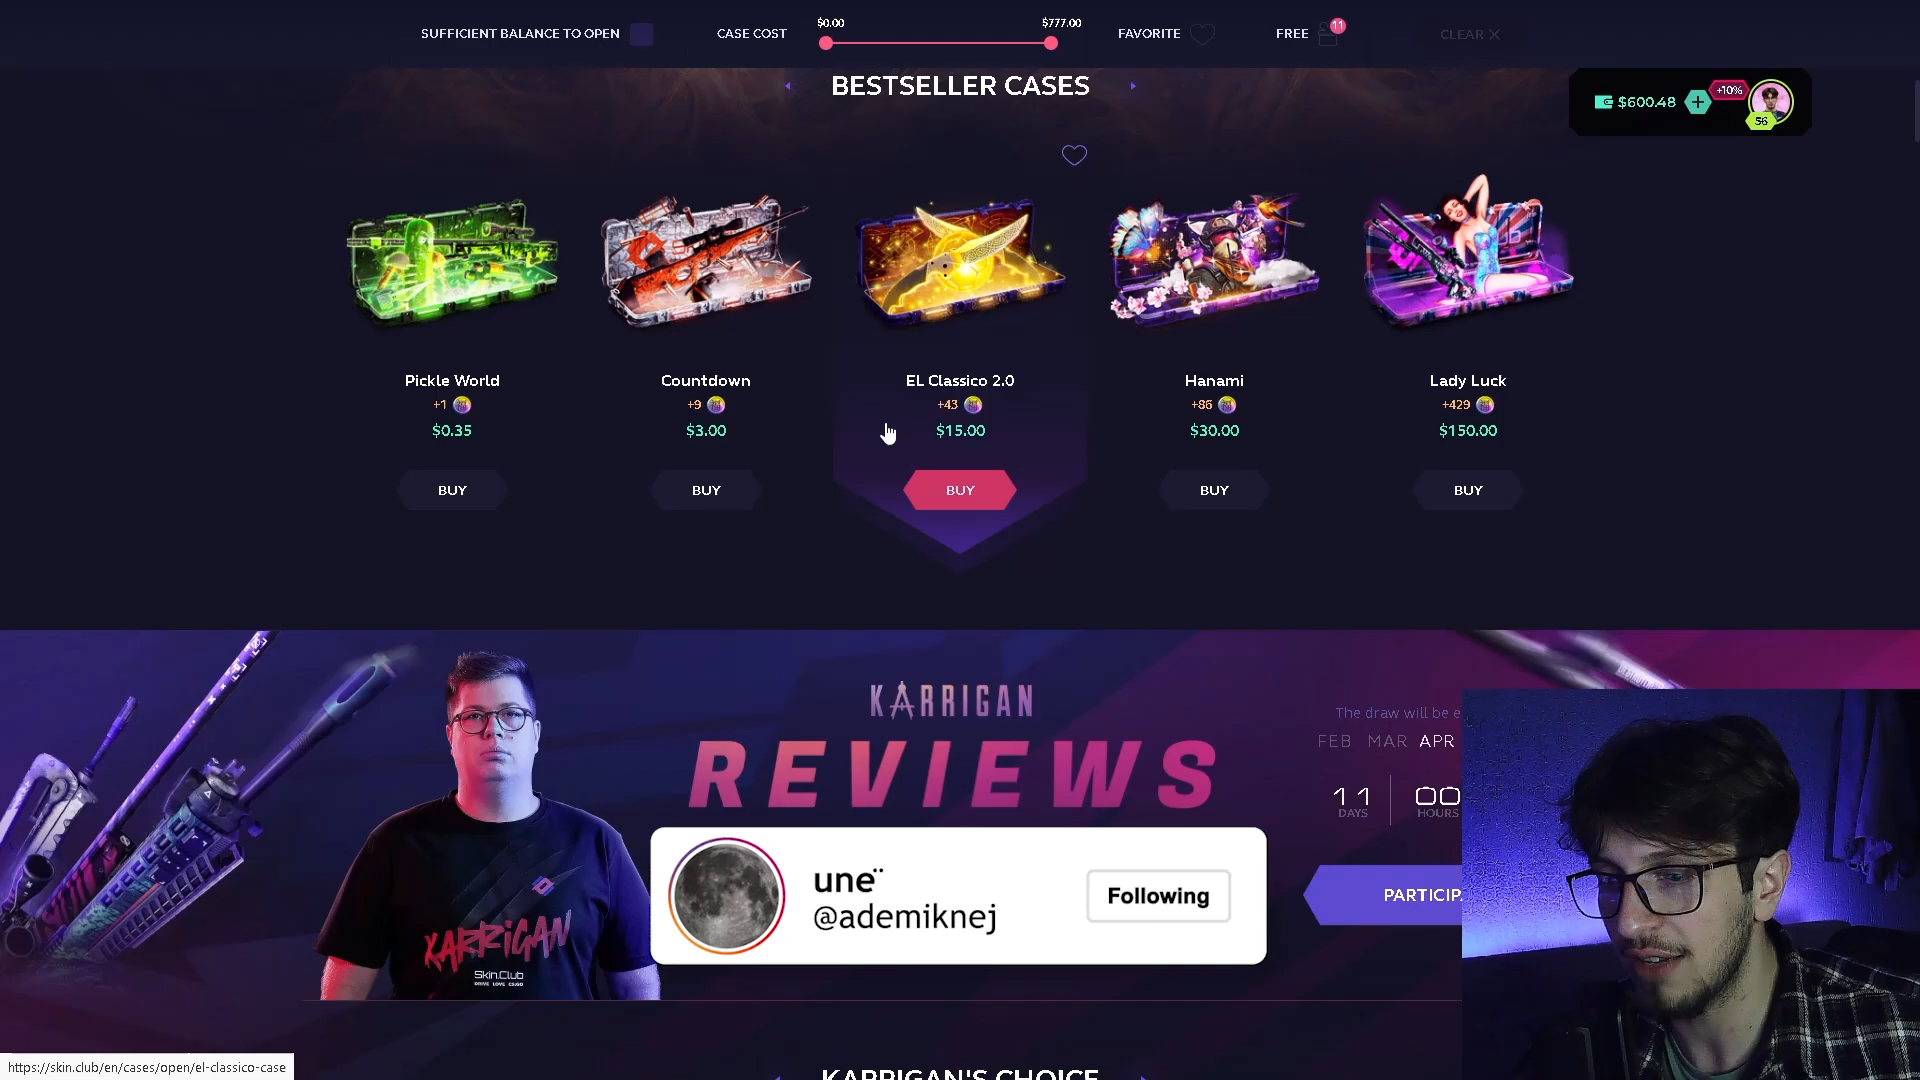 SUFFICIENT BALANCE TO OPEN
CASE COST
$0.00
$777.00
FAVORITE
FREE
11
CLEAR
BESTSELLER CASES
$600.48
+10%
56
Pickle World
+1
$0.35
BUY
Countdown
+9
$3.00
BUY
EL Classico 2.0
+43
$15.00
BUY
Hanami
+86
$30.00
BUY
Lady Luck
+429
$150.00
BUY
KARRIGAN
REVIEWS
The draw will be e
FEB MAR APR
11
DAYS
00
HOURS
PARTICIPA
une¨
@ademiknej
Following
KARRIGAN
Skin.Club
DRIVE LOVE CS:GO
KARRIGAN'S CHOICE
https://skin.club/en/cases/open/el-classico-case